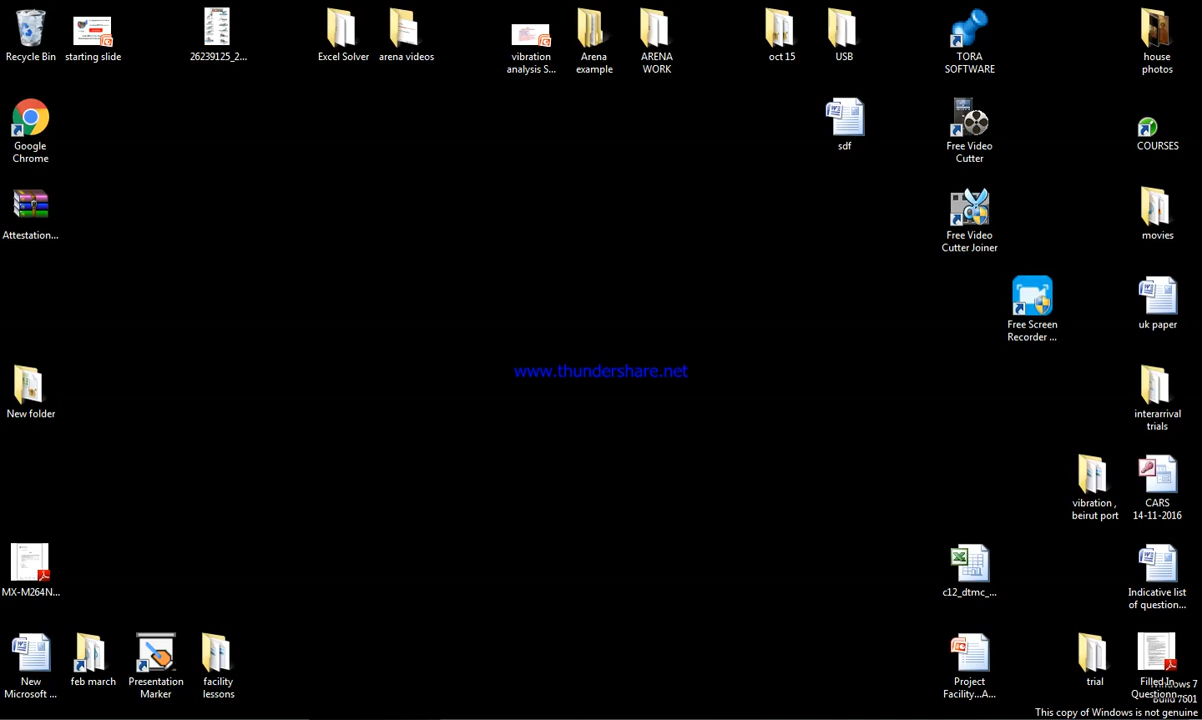 Recycle Bin
starting slide
26239125_2...
Excel Solver
arena videos
vibration
analysis S...
Arena
example
ARENA
WORK
oct 15
USB
TORA
SOFTWARE
house
photos
Google
Chrome
sdf
Free Video
Cutter
COURSES
Attestation...
Free Video
Cutter Joiner
movies
Free Screen
Recorder ...
uk paper
www.thundershare.net
New folder
interarrival
trials
vibration ,
beirut port
CARS
14-11-2016
MX-M264N...
c12_dtmc_...
Indicative list
of question...
New
Microsoft ...
feb march
Presentation
Marker
facility
lessons
Project
Facility...A...
trial
Filled In
Questionn...
Windows 7
Build 7601
This copy of Windows is not genuine